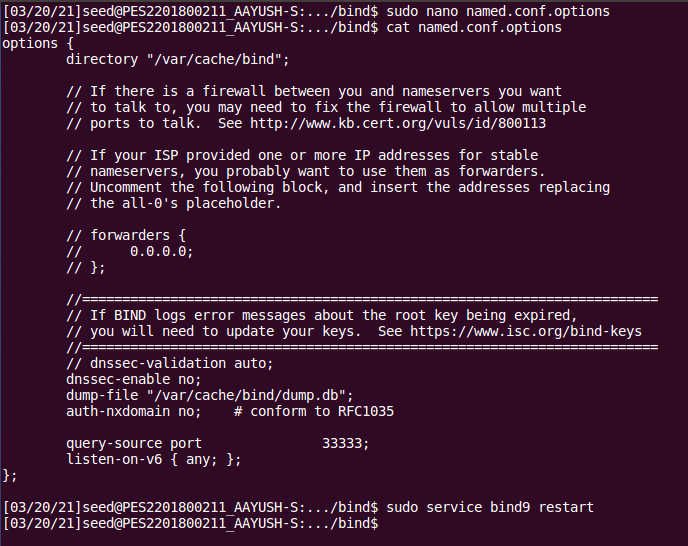 [03/20/21]seed@PES2201800211_AAYUSH-S:.../bind$ sudo nano named.conf.options
[03/20/21]seed@PES2201800211_AAYUSH-S:.../bind$ cat named.conf.options
options {
        directory "/var/cache/bind";

        // If there is a firewall between you and nameservers you want
        // to talk to, you may need to fix the firewall to allow multiple
        // ports to talk.  See http://www.kb.cert.org/vuls/id/800113

        // If your ISP provided one or more IP addresses for stable
        // nameservers, you probably want to use them as forwarders.
        // Uncomment the following block, and insert the addresses replacing
        // the all-0's placeholder.

        // forwarders {
        //      0.0.0.0;
        // };

        //========================================================================
        // If BIND logs error messages about the root key being expired,
        // you will need to update your keys.  See https://www.isc.org/bind-keys
        //========================================================================
        // dnssec-validation auto;
        dnssec-enable no;
        dump-file "/var/cache/bind/dump.db";
        auth-nxdomain no;    # conform to RFC1035

        query-source port               33333;
        listen-on-v6 { any; };
};

[03/20/21]seed@PES2201800211_AAYUSH-S:.../bind$ sudo service bind9 restart
[03/20/21]seed@PES2201800211_AAYUSH-S:.../bind$